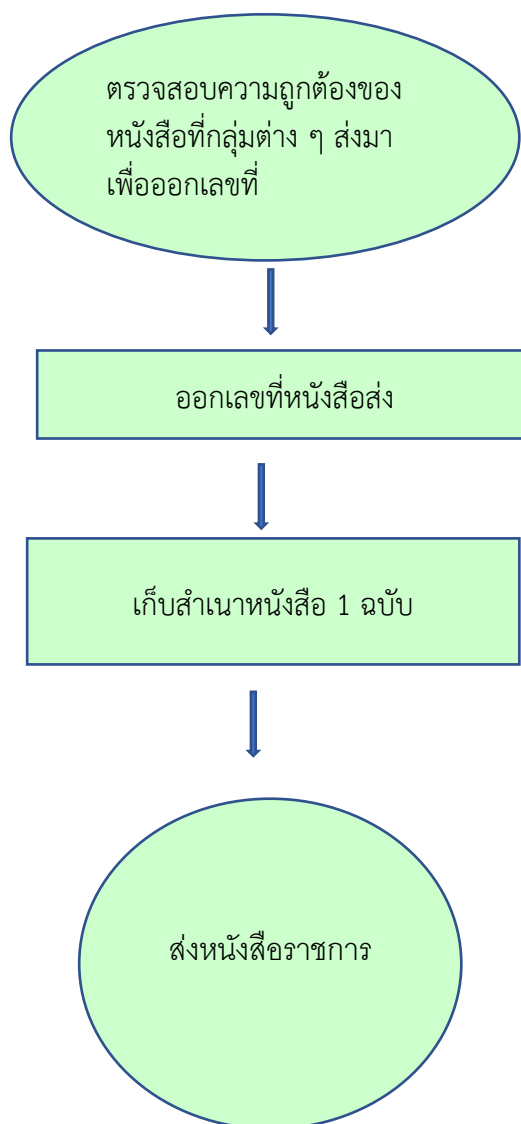 ตรวจสอบความถูกต้องของ
หนังสือที่กลุ่มต่าง ๆ ส่งมา
เพื่อออกเลขที่
ออกเลขที่หนังสือส่ง
เก็บสำเนาหนังสือ 1 ฉบับ
ส่งหนังสือราชการ